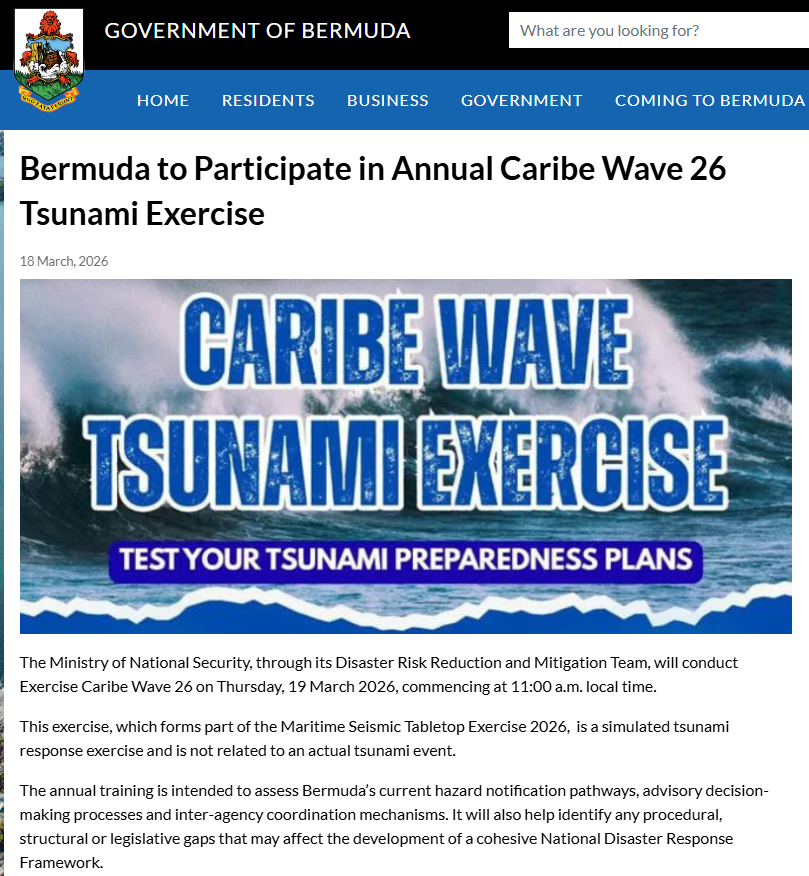 GOVERNMENT OF BERMUDA
What are you looking for?
HOME RESIDENTS BUSINESS GOVERNMENT COMING TO BERMUDA
Bermuda to Participate in Annual Caribe Wave 26
Tsunami Exercise
18 March, 2026
CARIBE WAVE
TSUNAMI EXERCISE
TEST YOUR TSUNAMI PREPAREDNESS PLANS
The Ministry of National Security, through its Disaster Risk Reduction and Mitigation Team, will conduct
Exercise Caribe Wave 26 on Thursday, 19 March 2026, commencing at 11:00 a.m. local time.
This exercise, which forms part of the Maritime Seismic Tabletop Exercise 2026,  is a simulated tsunami
response exercise and is not related to an actual tsunami event.
The annual training is intended to assess Bermuda’s current hazard notification pathways, advisory decision-
making processes and inter-agency coordination mechanisms. It will also help identify any procedural,
structural or legislative gaps that may affect the development of a cohesive National Disaster Response
Framework.